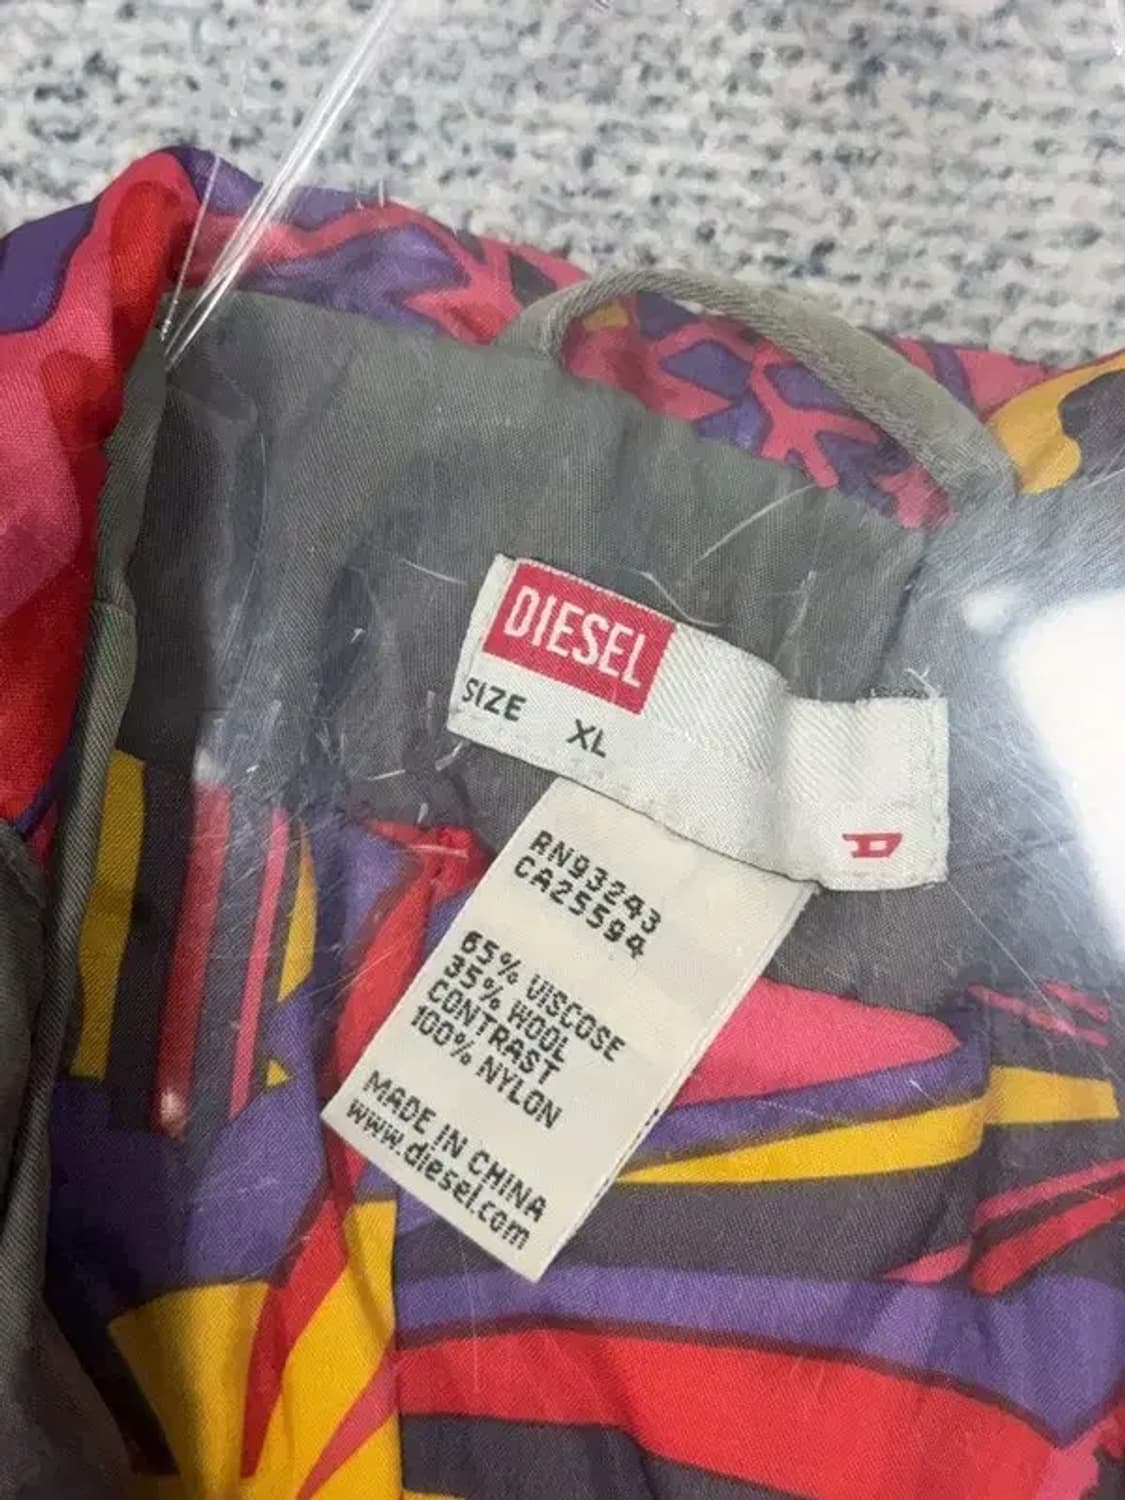 DIESEL
SIZE XL
D
RN93243
CA25594
65% VISCOSE
35% WOOL
CONTRAST
100% NYLON
MADE IN CHINA
www.diesel.com